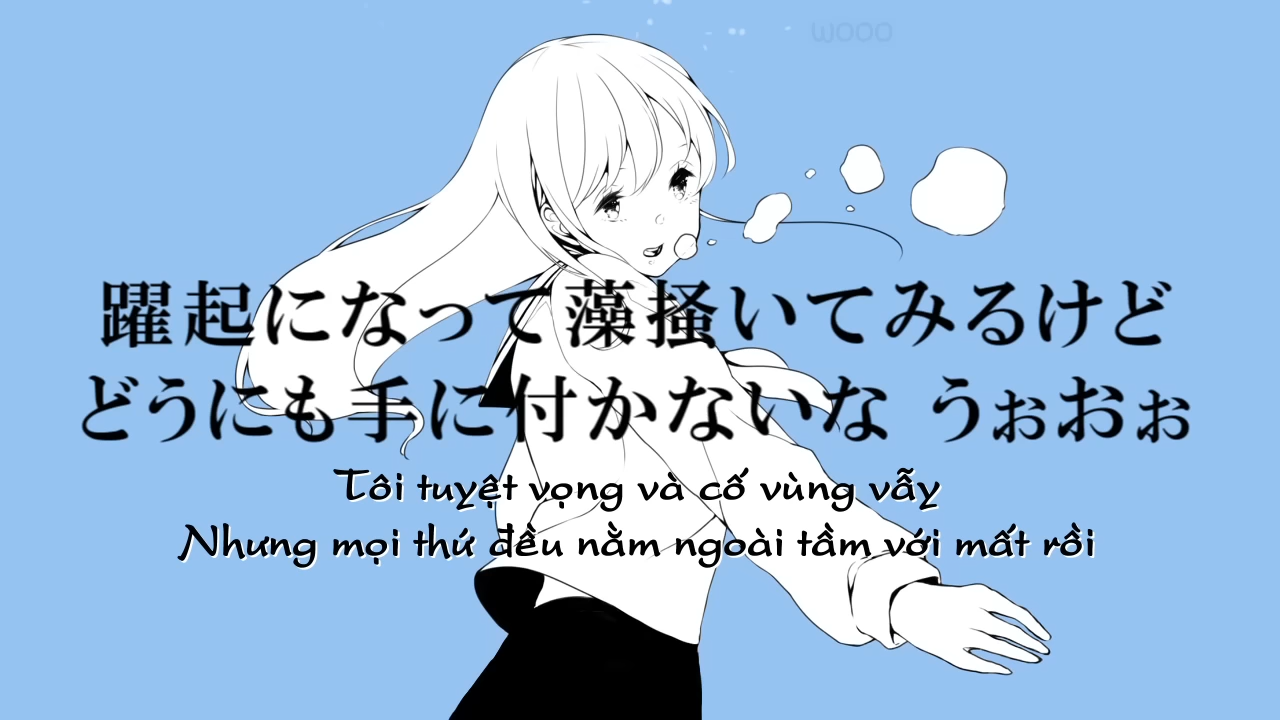 wooo
躍起になって藻掻いてみるけど
どうにも手に付かないな うぉおぉ
Tôi tuyệt vọng và cố vùng vẫy
Nhưng mọi thứ đều nằm ngoài tầm với mất rồi